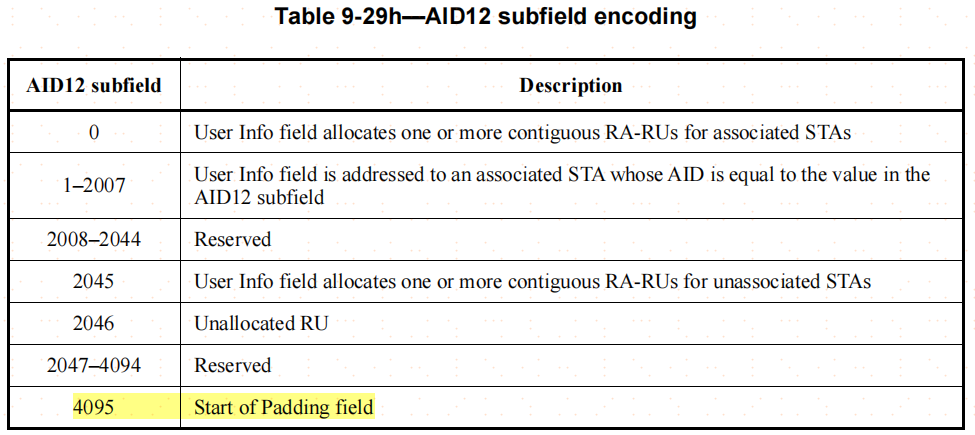 Table 9-29h—AID12 subfield encoding
AID12 subfield Description
0 User Info field allocates one or more contiguous RA-RUs for associated STAs
1–2007 User Info field is addressed to an associated STA whose AID is equal to the value in the
AID12 subfield
2008–2044 Reserved
2045 User Info field allocates one or more contiguous RA-RUs for unassociated STAs
2046 Unallocated RU
2047–4094 Reserved
4095 Start of Padding field